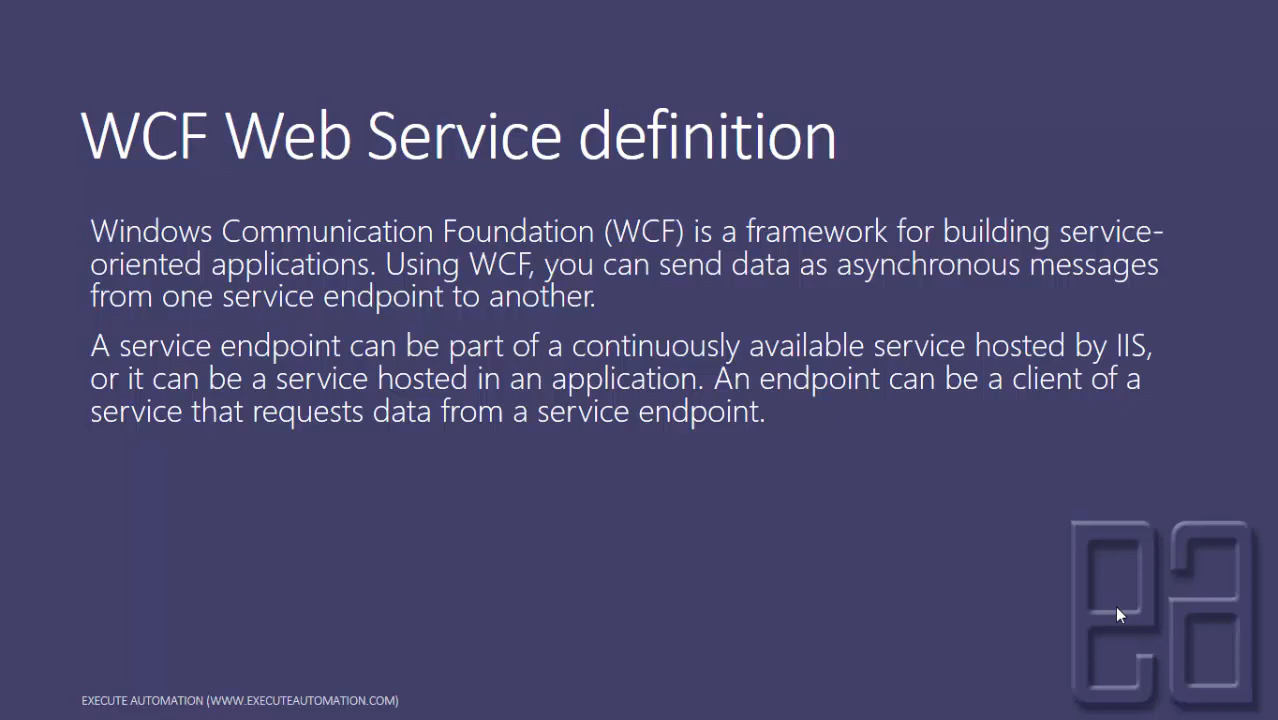 WCF Web Service definition
Windows Communication Foundation (WCF) is a framework for building service-
oriented applications. Using WCF, you can send data as asynchronous messages
from one service endpoint to another.
A service endpoint can be part of a continuously available service hosted by IIS,
or it can be a service hosted in an application. An endpoint can be a client of a
service that requests data from a service endpoint.
ea
EXECUTE AUTOMATION (WWW.EXECUTEAUTOMATION.COM)